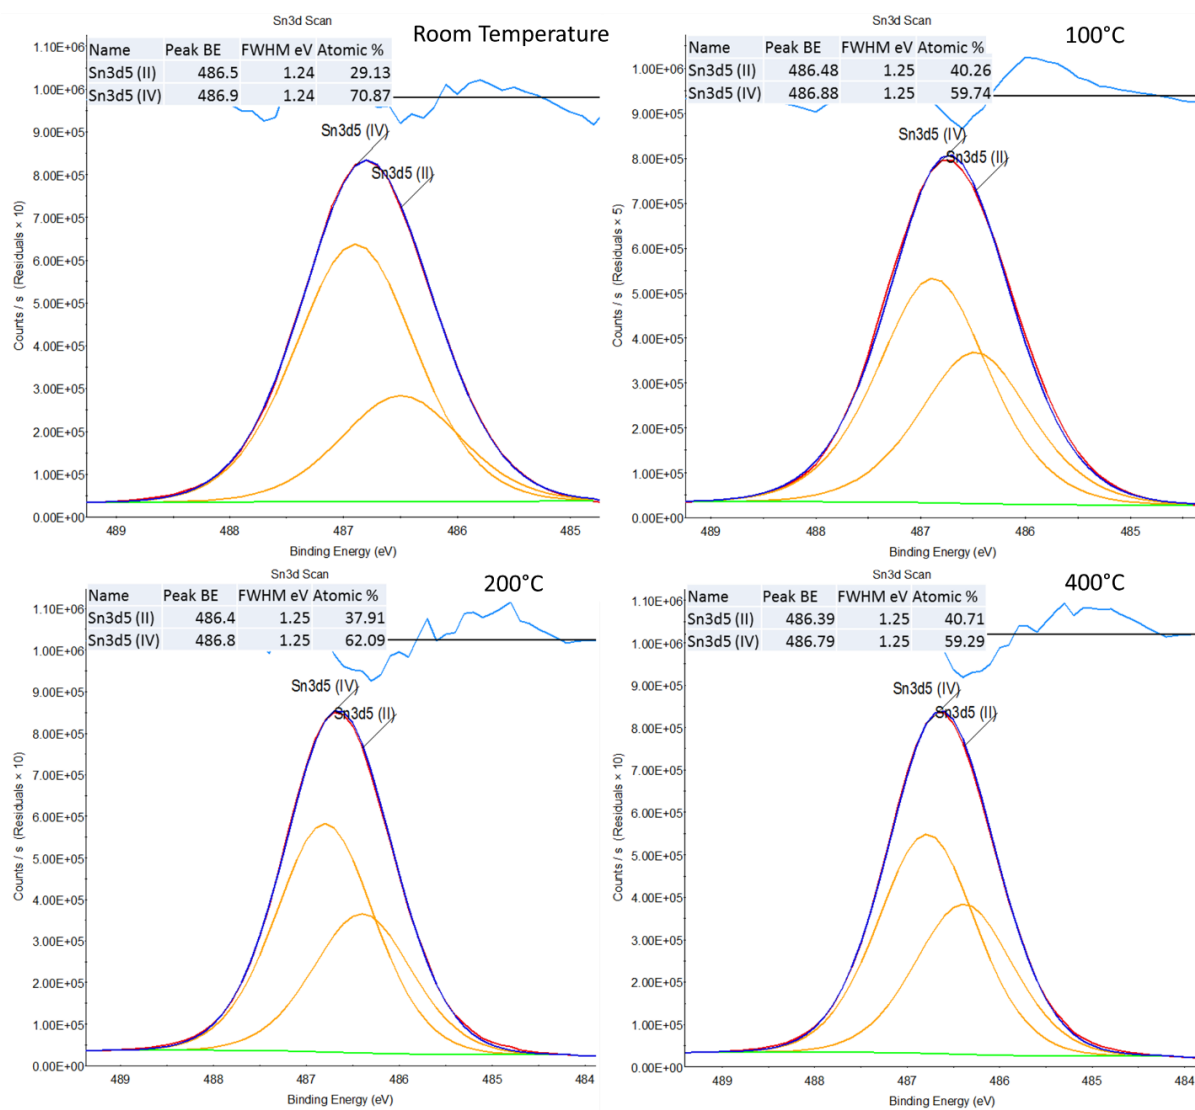 Sn3d Scan
Room Temperature
Name Peak BE FWHM eV Atomic %
Sn3d5 (II) 486.5 1.24 29.13
Sn3d5 (IV) 486.9 1.24 70.87
Sn3d5 (IV)
Sn3d5 (II)
Counts / s (Residuals × 10)
1.10E+06
1.00E+06
9.00E+05
8.00E+05
7.00E+05
6.00E+05
5.00E+05
4.00E+05
3.00E+05
2.00E+05
1.00E+05
0.00E+00
489 488 487 486 485
Binding Energy (eV)
Sn3d Scan
100°C
Name Peak BE FWHM eV Atomic %
Sn3d5 (II) 486.48 1.25 40.26
Sn3d5 (IV) 486.88 1.25 59.74
Sn3d5 (IV)
Sn3d5 (II)
Counts / s (Residuals × 5)
1.00E+06
9.00E+05
8.00E+05
7.00E+05
6.00E+05
5.00E+05
4.00E+05
3.00E+05
2.00E+05
1.00E+05
0.00E+00
489 488 487 486 485
Binding Energy (eV)
Sn3d Scan
200°C
Name Peak BE FWHM eV Atomic %
Sn3d5 (II) 486.4 1.25 37.91
Sn3d5 (IV) 486.8 1.25 62.09
Sn3d5 (IV)
Sn3d5 (II)
Counts / s (Residuals × 10)
1.10E+06
1.00E+06
9.00E+05
8.00E+05
7.00E+05
6.00E+05
5.00E+05
4.00E+05
3.00E+05
2.00E+05
1.00E+05
0.00E+00
489 488 487 486 485 484
Binding Energy (eV)
Sn3d Scan
400°C
Name Peak BE FWHM eV Atomic %
Sn3d5 (II) 486.39 1.25 40.71
Sn3d5 (IV) 486.79 1.25 59.29
Sn3d5 (IV)
Sn3d5 (II)
Counts / s (Residuals × 10)
1.10E+06
1.00E+06
9.00E+05
8.00E+05
7.00E+05
6.00E+05
5.00E+05
4.00E+05
3.00E+05
2.00E+05
1.00E+05
0.00E+00
489 488 487 486 485 484
Binding Energy (eV)